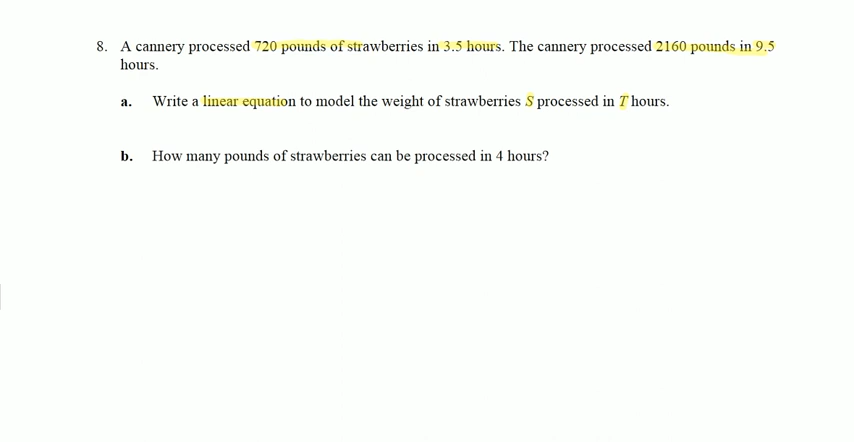 8. A cannery processed 720 pounds of strawberries in 3.5 hours. The cannery processed 2160 pounds in 9.5
hours.
a. Write a linear equation to model the weight of strawberries S processed in T hours.
b. How many pounds of strawberries can be processed in 4 hours?